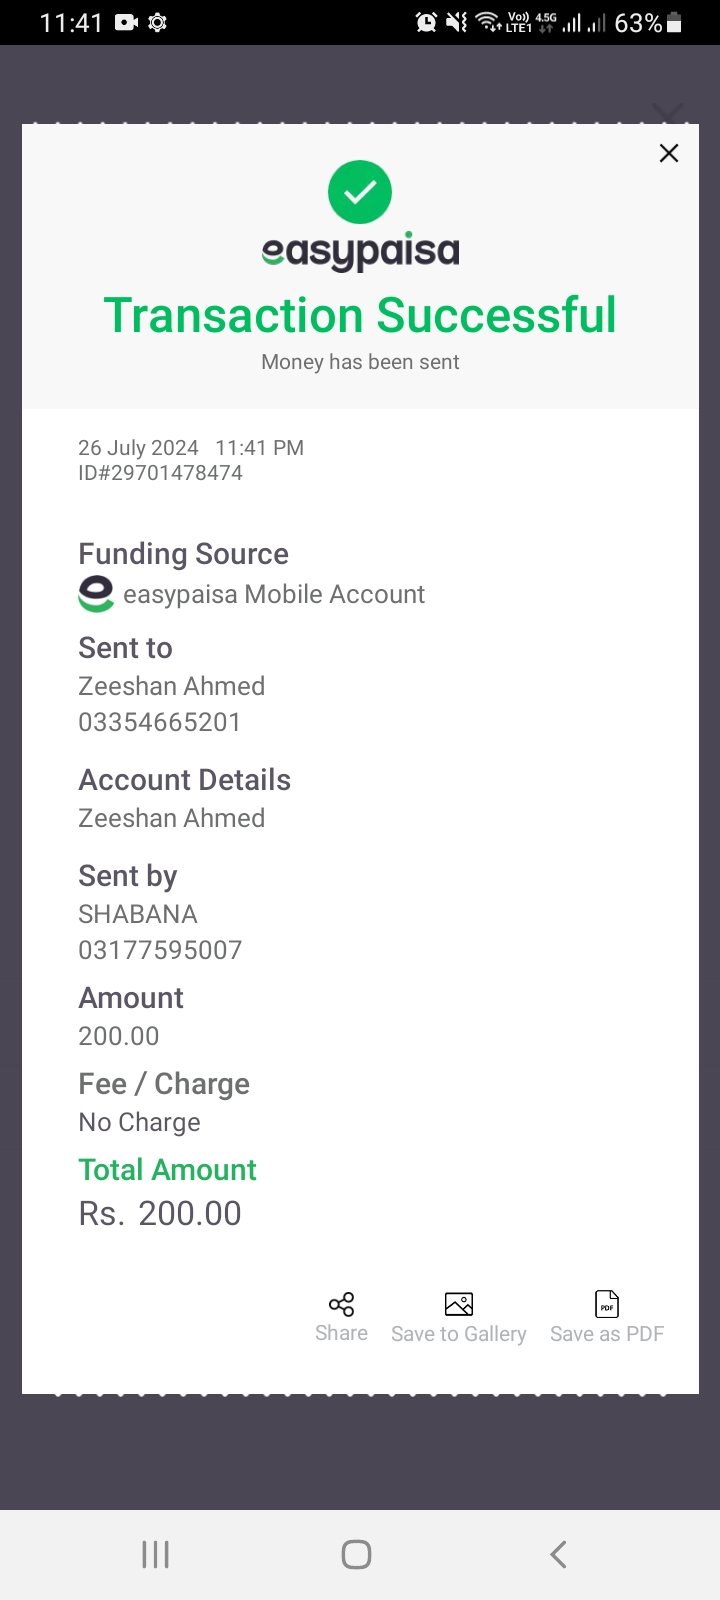 11:41
Vo)) 4.5G
LTE1
63%
easypaisa
Transaction Successful
Money has been sent
26 July 2024 11:41 PM
ID#29701478474
Funding Source
easypaisa Mobile Account
Sent to
Zeeshan Ahmed
03354665201
Account Details
Zeeshan Ahmed
Sent by
SHABANA
03177595007
Amount
200.00
Fee / Charge
No Charge
Total Amount
Rs. 200.00
PDF
Share Save to Gallery Save as PDF